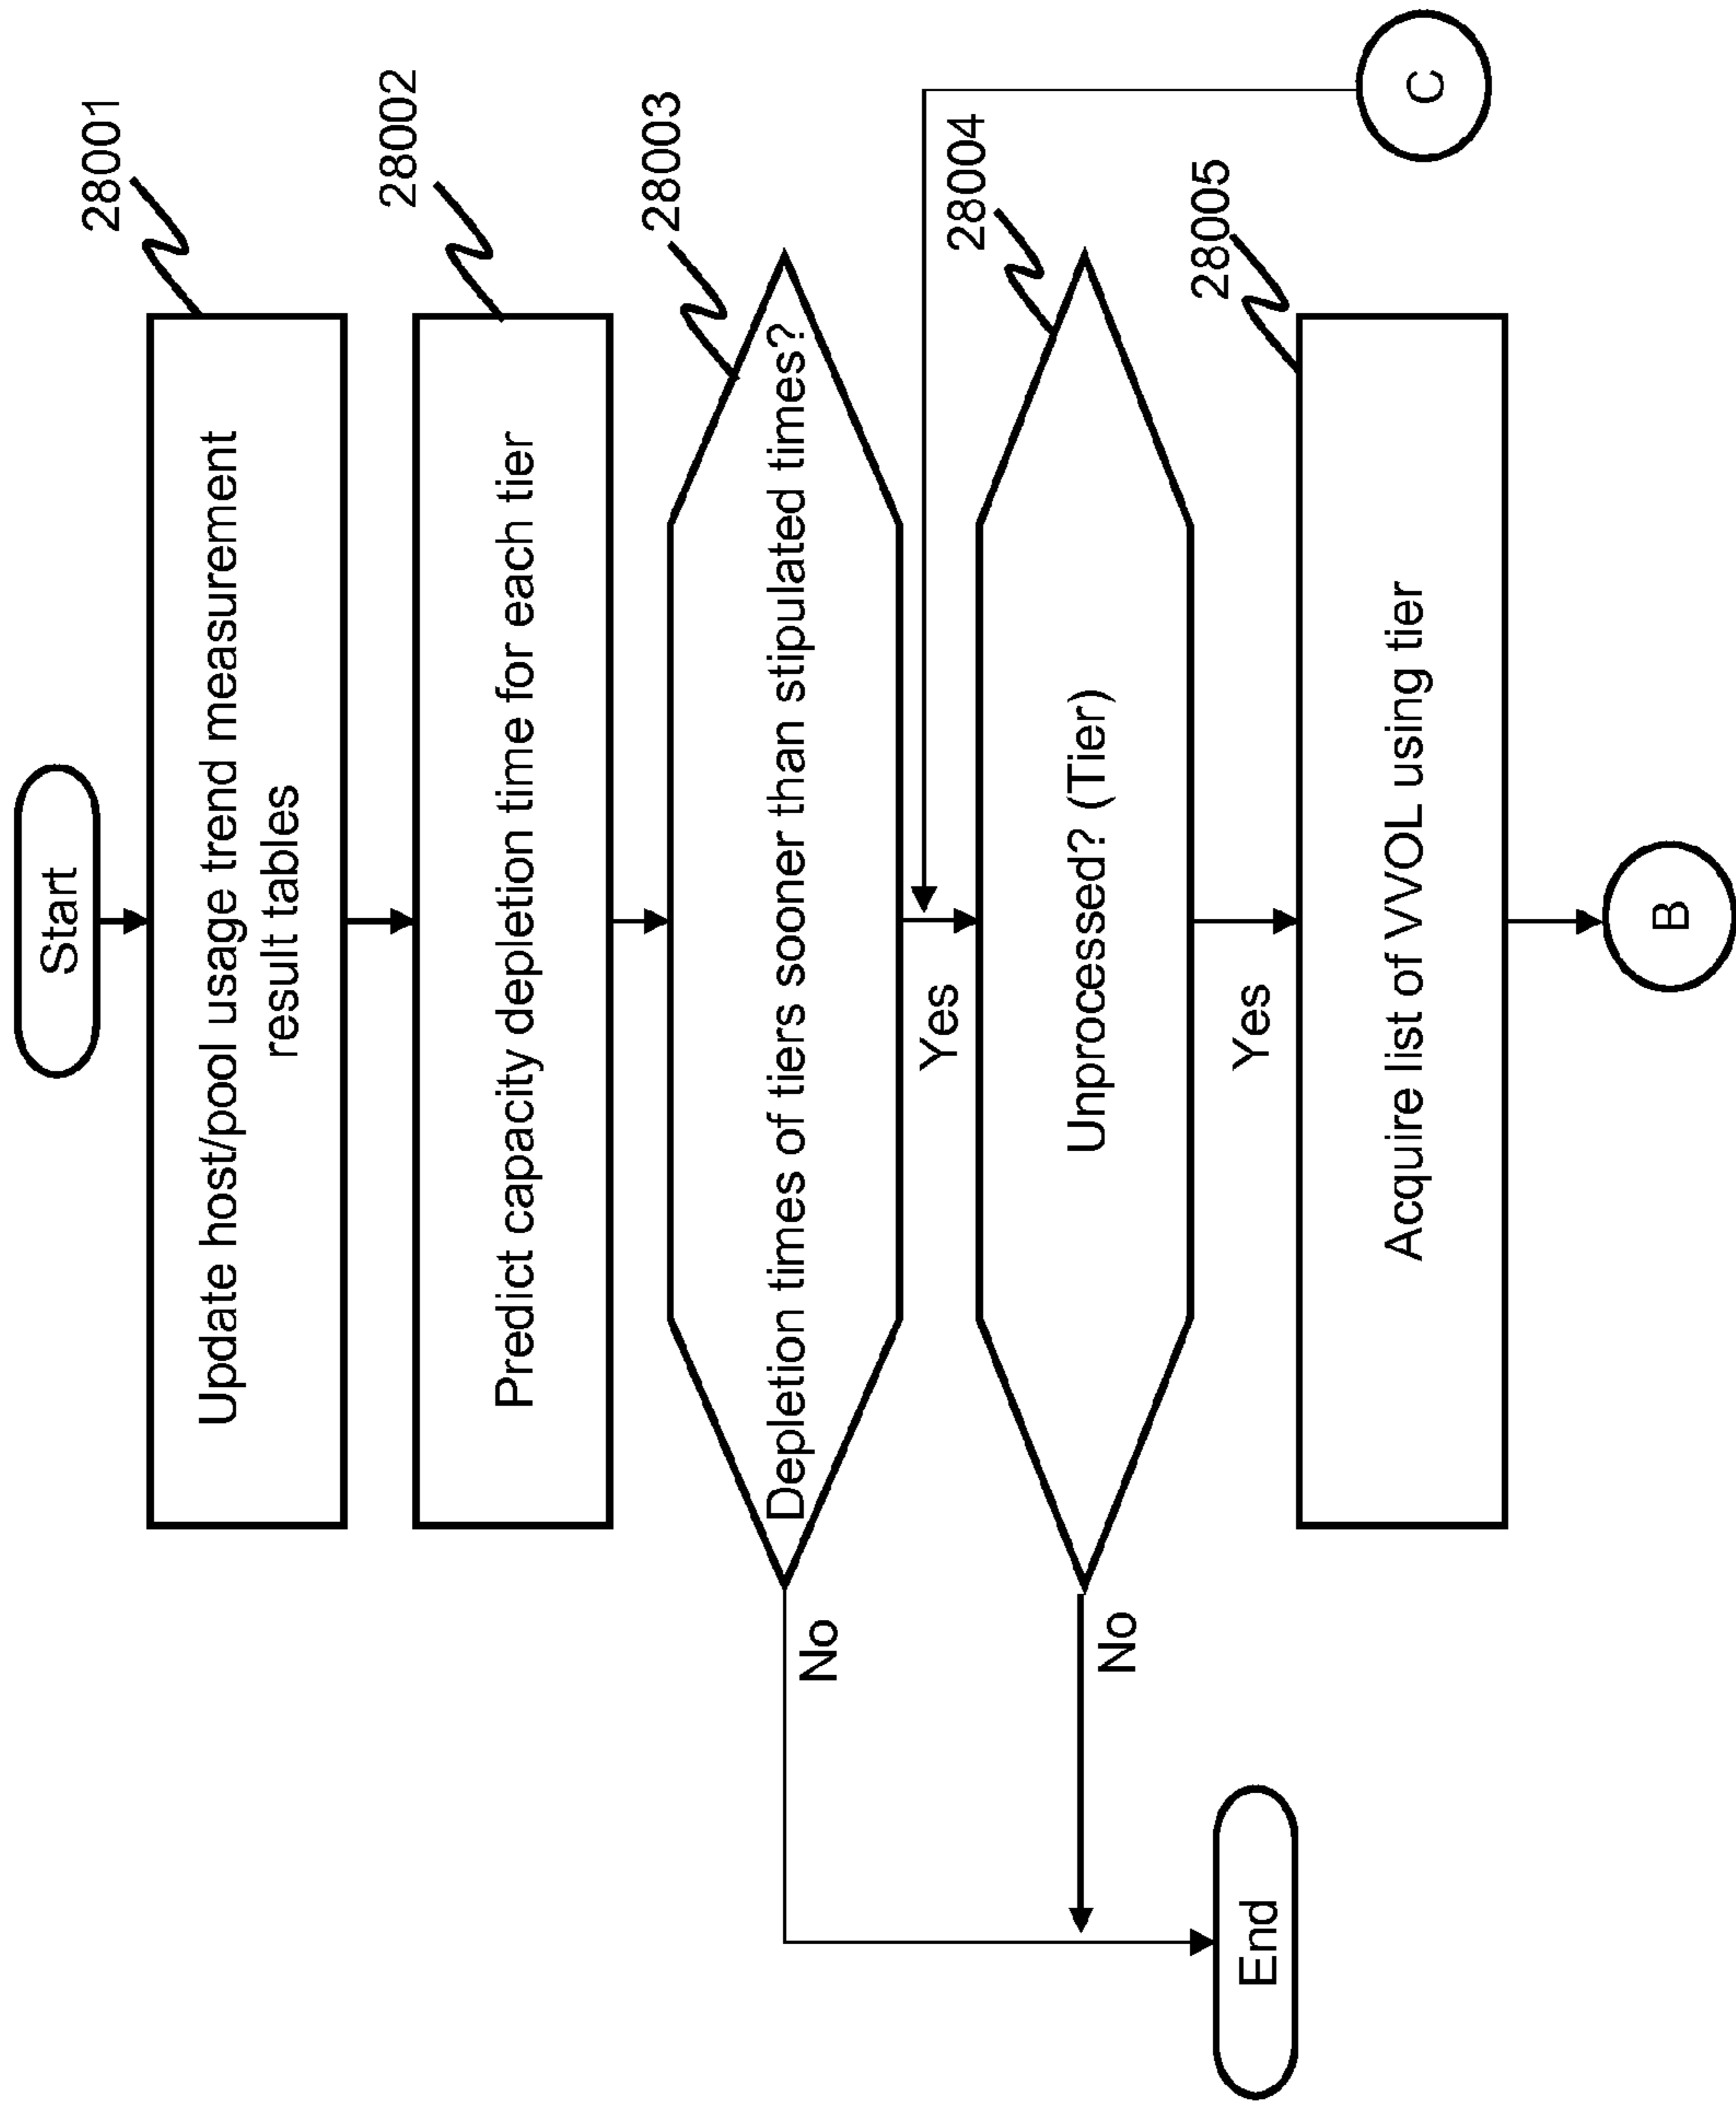 Start
28001
Update host/pool usage trend measurement
result tables
28002
Predict capacity depletion time for each tier
28003
Depletion times of tiers sooner than stipulated times?
No
Yes
28004
Unprocessed? (Tier)
No
Yes
28005
Acquire list of VVOL using tier
End
C
B